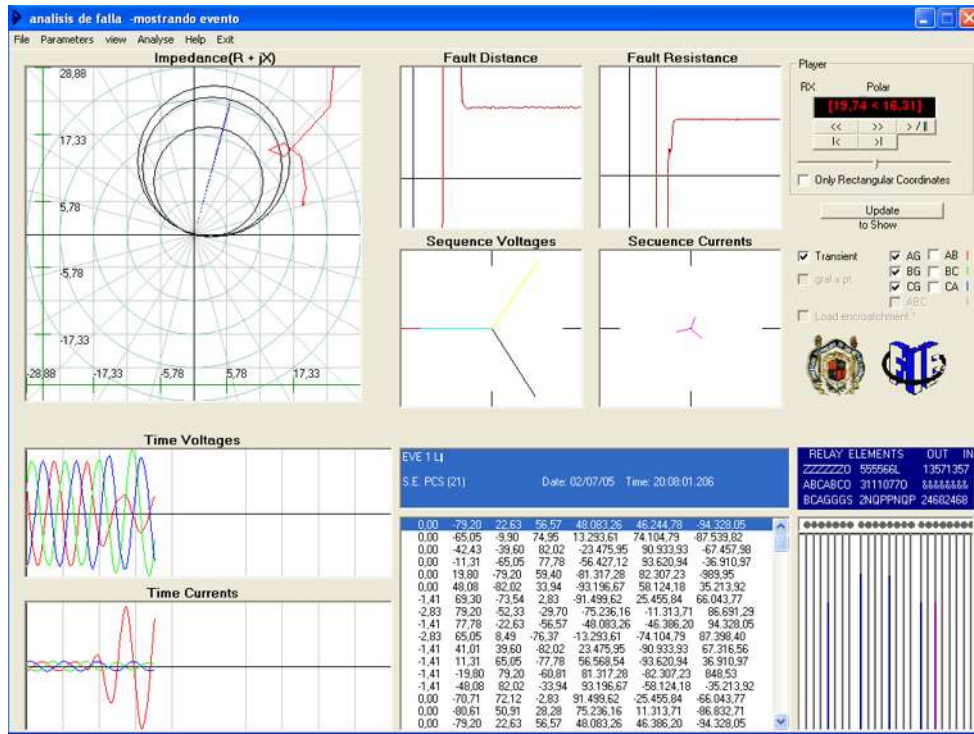 analisis de falla -mostrando evento
File Parameters view Analyse Help Exit
Impedance(R + jX)
28,88
17,33
5,78
-5,78
-17,33
-28,88 -17,33 -5,78 5,78 17,33
Fault Distance
Fault Resistance
Sequence Voltages
Secuence Currents
Player
RX Polar
[19,74 < 16,31]
<< >> > / ||
|< >|
Only Rectangular Coordinates
Update
to Show
Transient
graf x pt
AG AB
BG BC
CG CA
ABC
Load encroatchment *
Time Voltages
Time Currents
EVE 1 L
S.E. PCS (21) Date: 02/07/05 Time: 20:08:01.206
RELAY ELEMENTS OUT IN
ZZZZZZO 555566L 13571357
ABCABCO 3111077O &&&&&&&&
BCAGGGS 2NQPPNQP 24682468
0,00 -79,20 22,63 56,57 48.083,26 46.244,78 -94.328,05
0,00 -65,05 -9,90 74,95 13.293,61 74.104,79 -87.539,82
0,00 -42,43 -39,60 82,02 -23.475,95 90.933,93 -67.457,98
0,00 -11,31 -65,05 77,78 -56.427,12 93.620,94 -36.910,97
0,00 19,80 -79,20 59,40 -81.317,28 82.307,23 -989,95
0,00 48,08 -82,02 33,94 -93.196,67 58.124,18 35.213,92
-1,41 69,30 -73,54 2,83 -91.499,62 25.455,84 66.043,77
-2,83 79,20 -52,33 -29,70 -75.236,16 -11.313,71 86.691,29
-1,41 77,78 -22,63 -56,57 -48.083,26 -46.386,20 94.328,05
-2,83 65,05 8,49 -76,37 -13.293,61 -74.104,79 87.398,40
-1,41 41,01 39,60 -82,02 23.475,95 -90.933,93 67.316,56
-1,41 11,31 65,05 -77,78 56.568,54 -93.620,94 36.910,97
-1,41 -19,80 79,20 -60,81 81.317,28 -82.307,23 848,53
-1,41 -48,08 82,02 -33,94 93.196,67 -58.124,18 -35.213,92
0,00 -70,71 72,12 -2,83 91.499,62 -25.455,84 -66.043,77
0,00 -80,61 50,91 28,28 75.236,16 11.313,71 -86.832,71
0,00 -79,20 22,63 56,57 48.083,26 46.386,20 -94.328,05